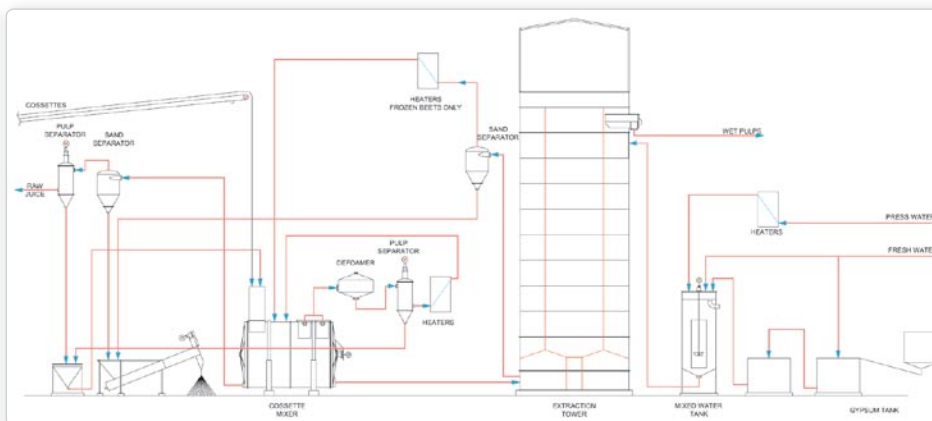 COSSETTES
PULP
SEPARATOR
SAND
SEPARATOR
RAW
JUICE
HEATERS
FROZEN BEETS ONLY
SAND
SEPARATOR
WET PULPS
PULP
SEPARATOR
DEFOAMER
HEATERS
HEATERS
PRESS WATER
FRESH WATE
COSSETTE
MIXER
EXTRACTION
TOWER
MIXED WATER
TANK
GYPSUM TANK